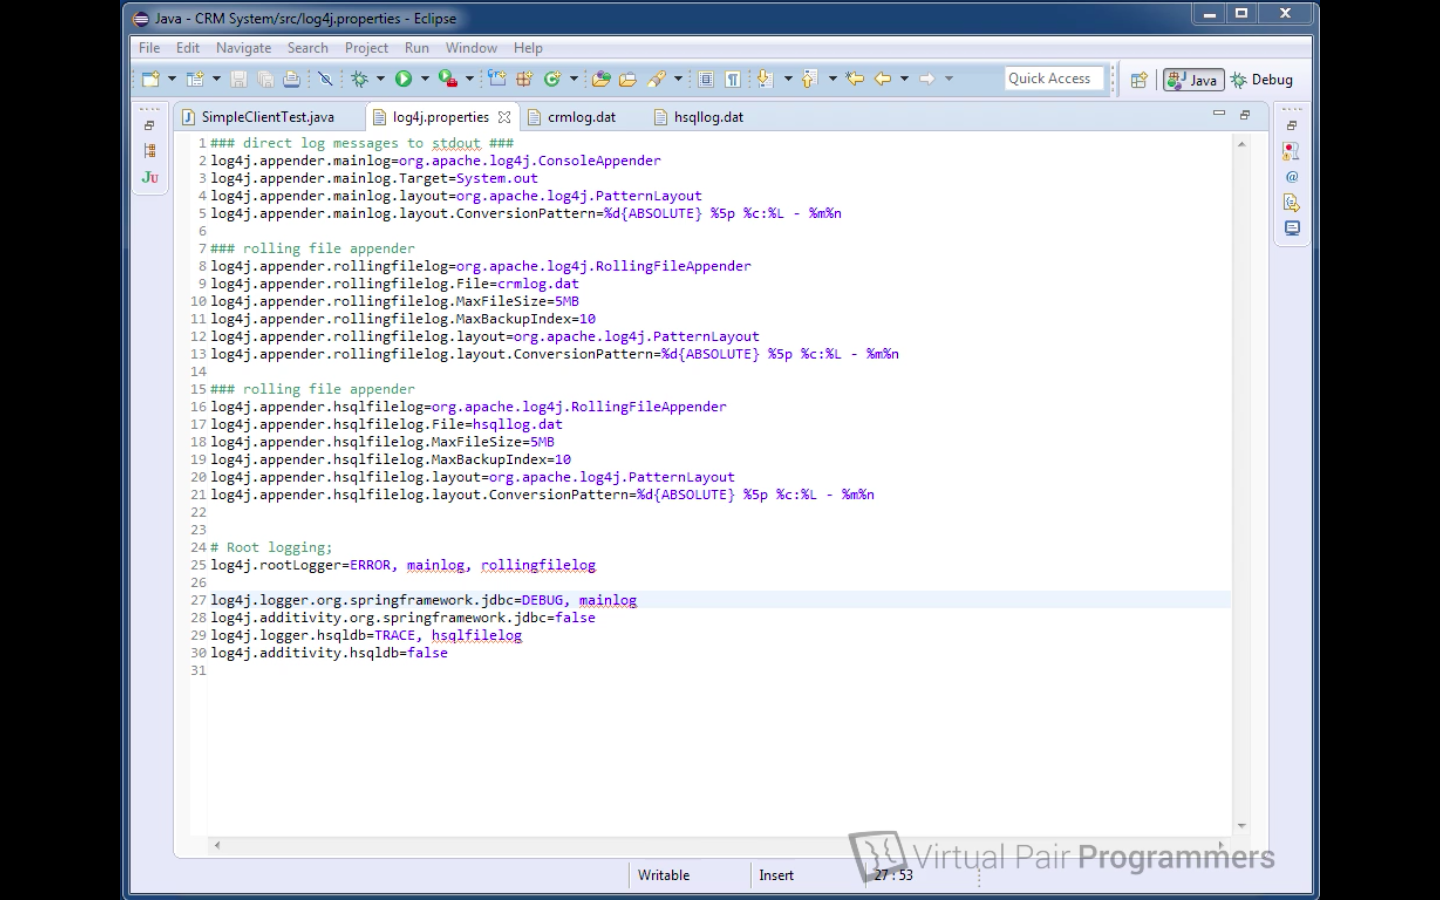 Java - CRM System/src/log4j.properties - Eclipse
File Edit Navigate Search Project Run Window Help
Quick Access Java Debug
SimpleClientTest.java log4j.properties crmlog.dat hsqllog.dat
1 ### direct log messages to stdout ###
2 log4j.appender.mainlog=org.apache.log4j.ConsoleAppender
3 log4j.appender.mainlog.Target=System.out
4 log4j.appender.mainlog.layout=org.apache.log4j.PatternLayout
5 log4j.appender.mainlog.layout.ConversionPattern=%d{ABSOLUTE} %5p %c:%L - %m%n
6
7 ### rolling file appender
8 log4j.appender.rollingfilelog=org.apache.log4j.RollingFileAppender
9 log4j.appender.rollingfilelog.File=crmlog.dat
10 log4j.appender.rollingfilelog.MaxFileSize=5MB
11 log4j.appender.rollingfilelog.MaxBackupIndex=10
12 log4j.appender.rollingfilelog.layout=org.apache.log4j.PatternLayout
13 log4j.appender.rollingfilelog.layout.ConversionPattern=%d{ABSOLUTE} %5p %c:%L - %m%n
14
15 ### rolling file appender
16 log4j.appender.hsqlfilelog=org.apache.log4j.RollingFileAppender
17 log4j.appender.hsqlfilelog.File=hsqllog.dat
18 log4j.appender.hsqlfilelog.MaxFileSize=5MB
19 log4j.appender.hsqlfilelog.MaxBackupIndex=10
20 log4j.appender.hsqlfilelog.layout=org.apache.log4j.PatternLayout
21 log4j.appender.hsqlfilelog.layout.ConversionPattern=%d{ABSOLUTE} %5p %c:%L - %m%n
22
23
24 # Root logging;
25 log4j.rootLogger=ERROR, mainlog, rollingfilelog
26
27 log4j.logger.org.springframework.jdbc=DEBUG, mainlog
28 log4j.additivity.org.springframework.jdbc=false
29 log4j.logger.hsqldb=TRACE, hsqlfilelog
30 log4j.additivity.hsqldb=false
31
Ju
Virtual Pair Programmers
Writable Insert 27 : 53